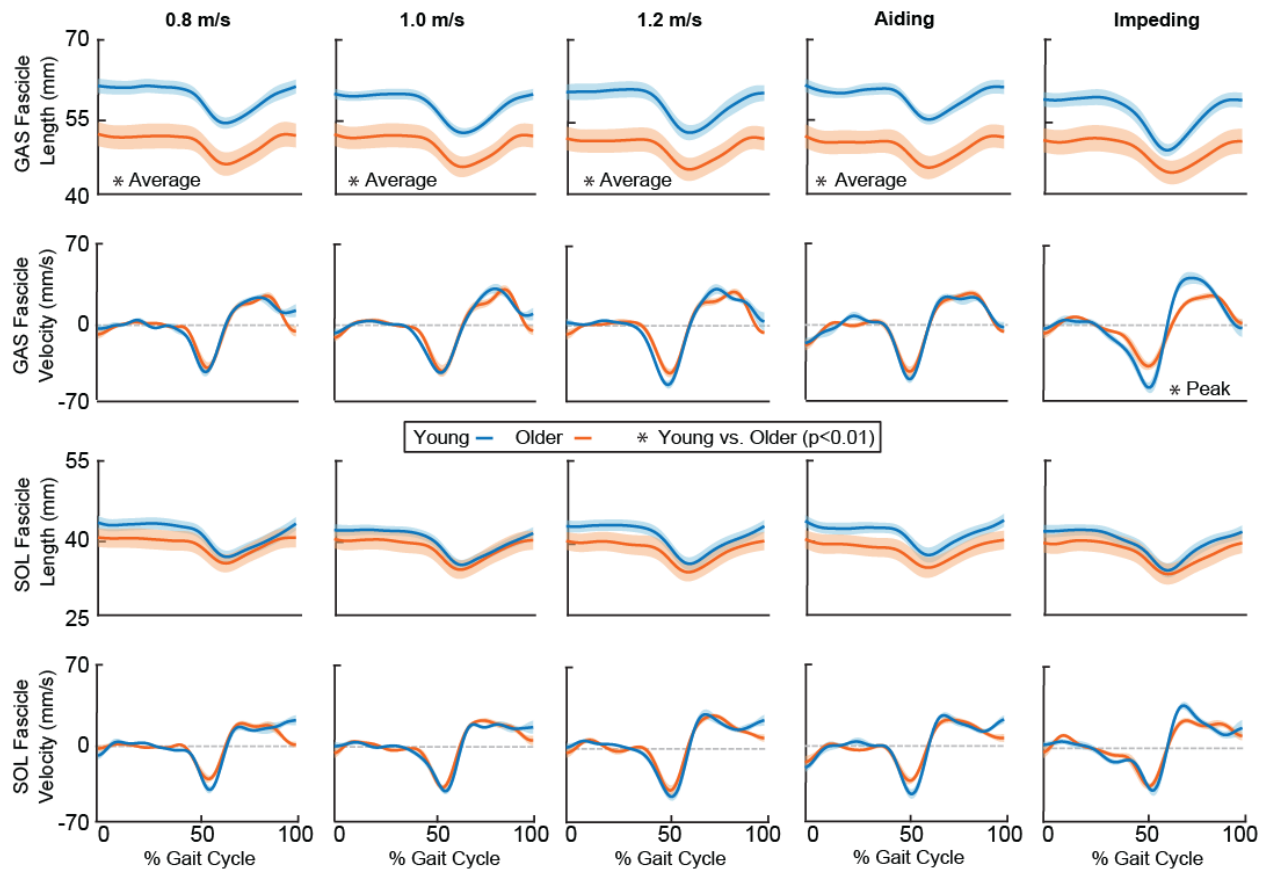 0.8 m/s 1.0 m/s 1.2 m/s Aiding Impeding
GAS Fascicle
Length (mm)
70
55
40
* Average * Average * Average * Average
GAS Fascicle
Velocity (mm/s)
70
0
-70
* Peak
Young Older * Young vs. Older (p<0.01)
SOL Fascicle
Length (mm)
55
40
25
SOL Fascicle
Velocity (mm/s)
70
0
-70
0 50 100 0 50 100 0 50 100 0 50 100 0 50 100
% Gait Cycle % Gait Cycle % Gait Cycle % Gait Cycle % Gait Cycle